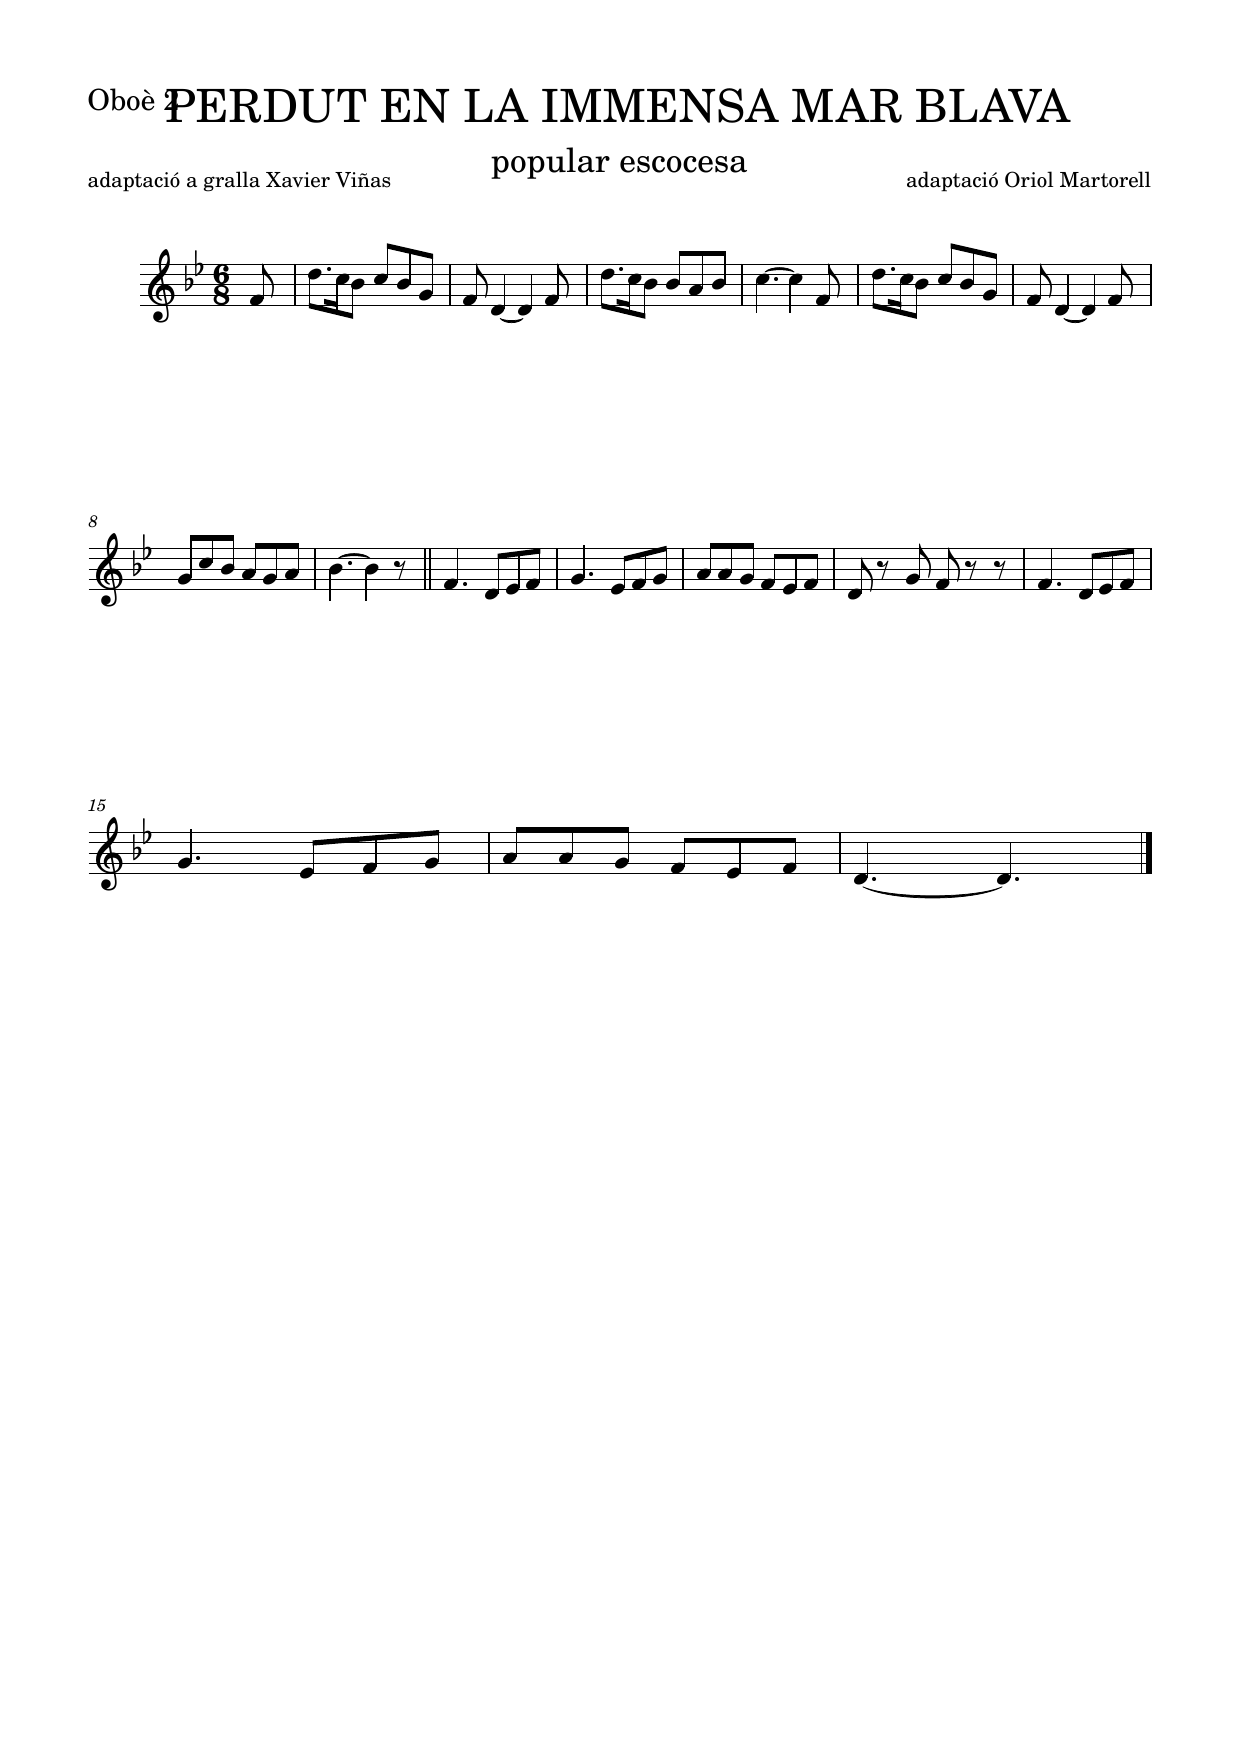 Oboè 2
PERDUT EN LA IMMENSA MAR BLAVA
popular escocesa
adaptació a gralla Xavier Viñas
adaptació Oriol Martorell
6
8
8
15